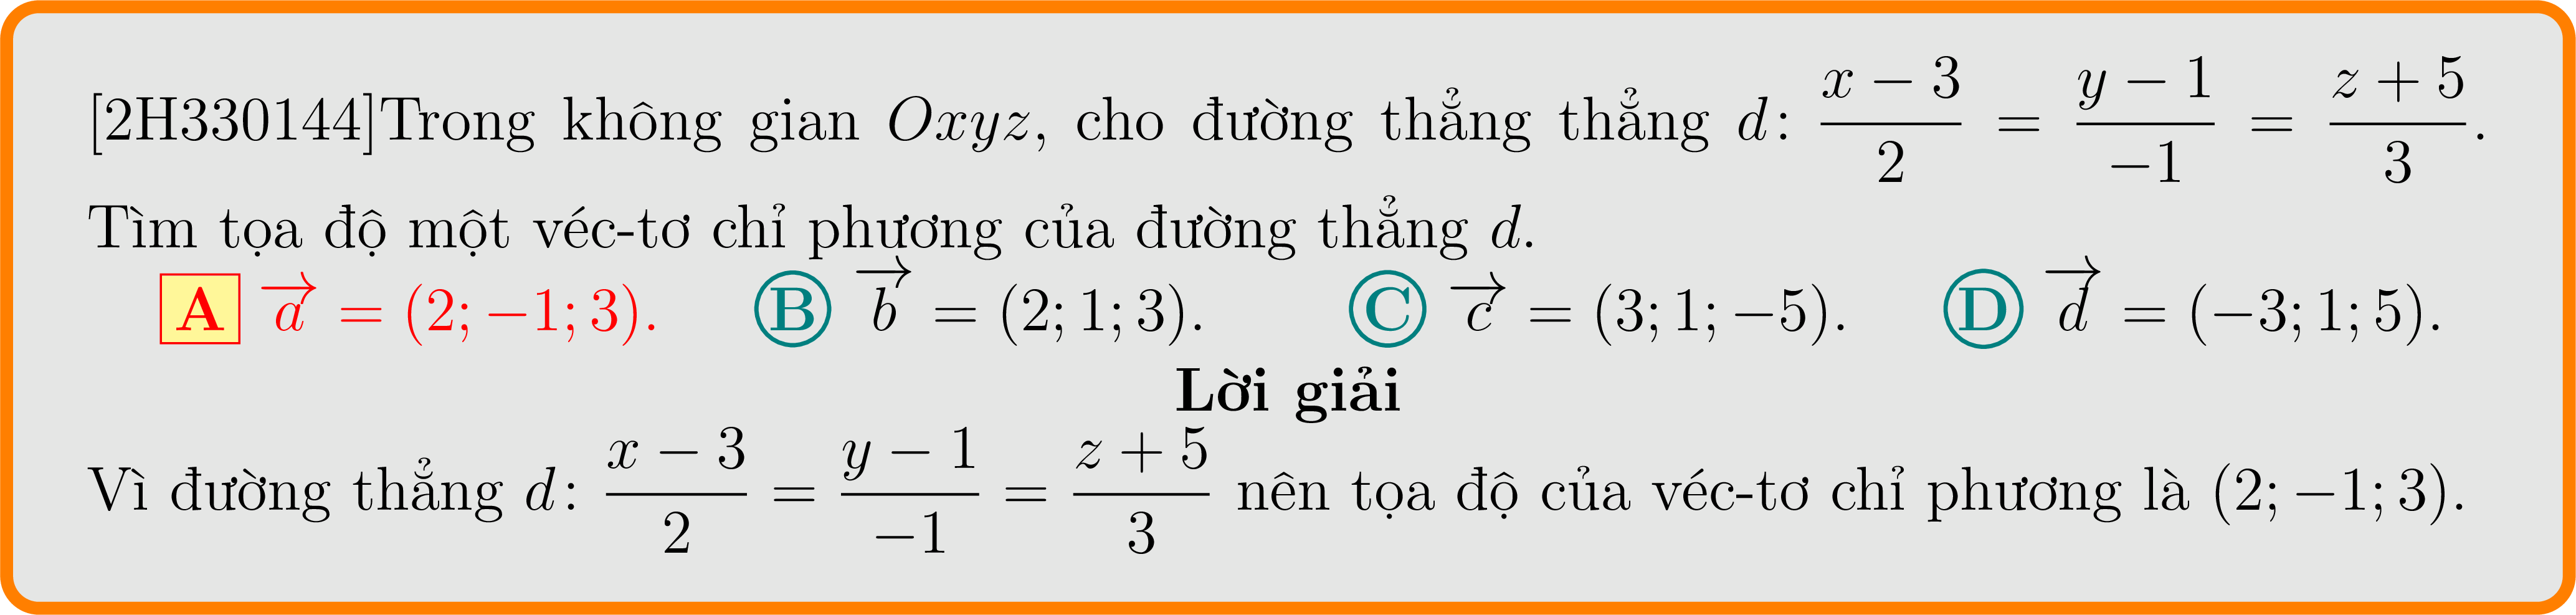 [2H330144]Trong không gian Oxyz, cho đường thẳng thẳng d: \frac{x − 3}{2} = \frac{y − 1}{−1} = \frac{z + 5}{3}.
Tìm tọa độ một véc-tơ chỉ phương của đường thẳng d.
A \overrightarrow{a} = (2; −1; 3). B \overrightarrow{b} = (2; 1; 3). C \overrightarrow{c} = (3; 1; −5). D \overrightarrow{d} = (−3; 1; 5).
Lời giải
Vì đường thẳng d: \frac{x − 3}{2} = \frac{y − 1}{−1} = \frac{z + 5}{3} nên tọa độ của véc-tơ chỉ phương là (2; −1; 3).